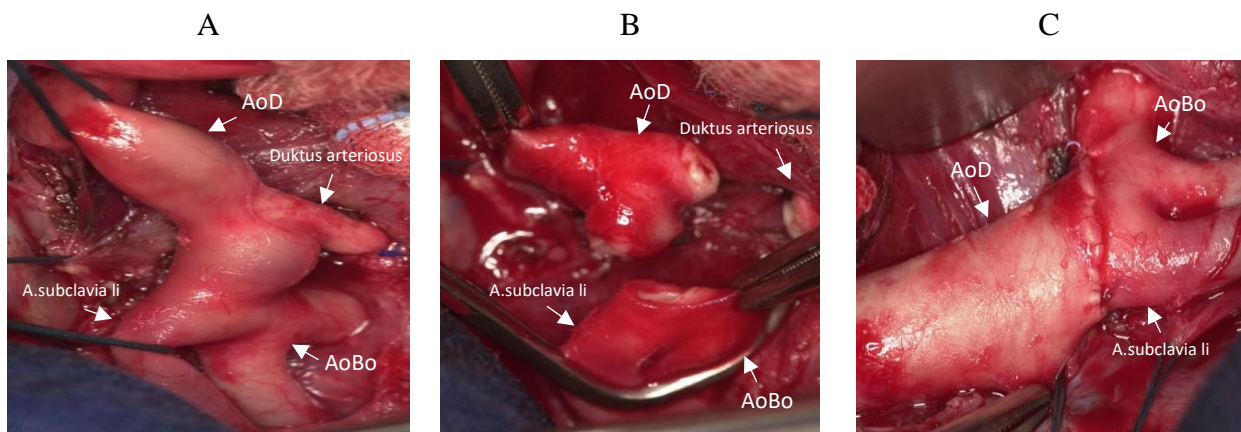 A
B
C
AoD
Duktus arteriosus
A.subclavia li
AoBo
AoD
Duktus arteriosus
A.subclavia li
AoBo
AoBo
AoD
A.subclavia li